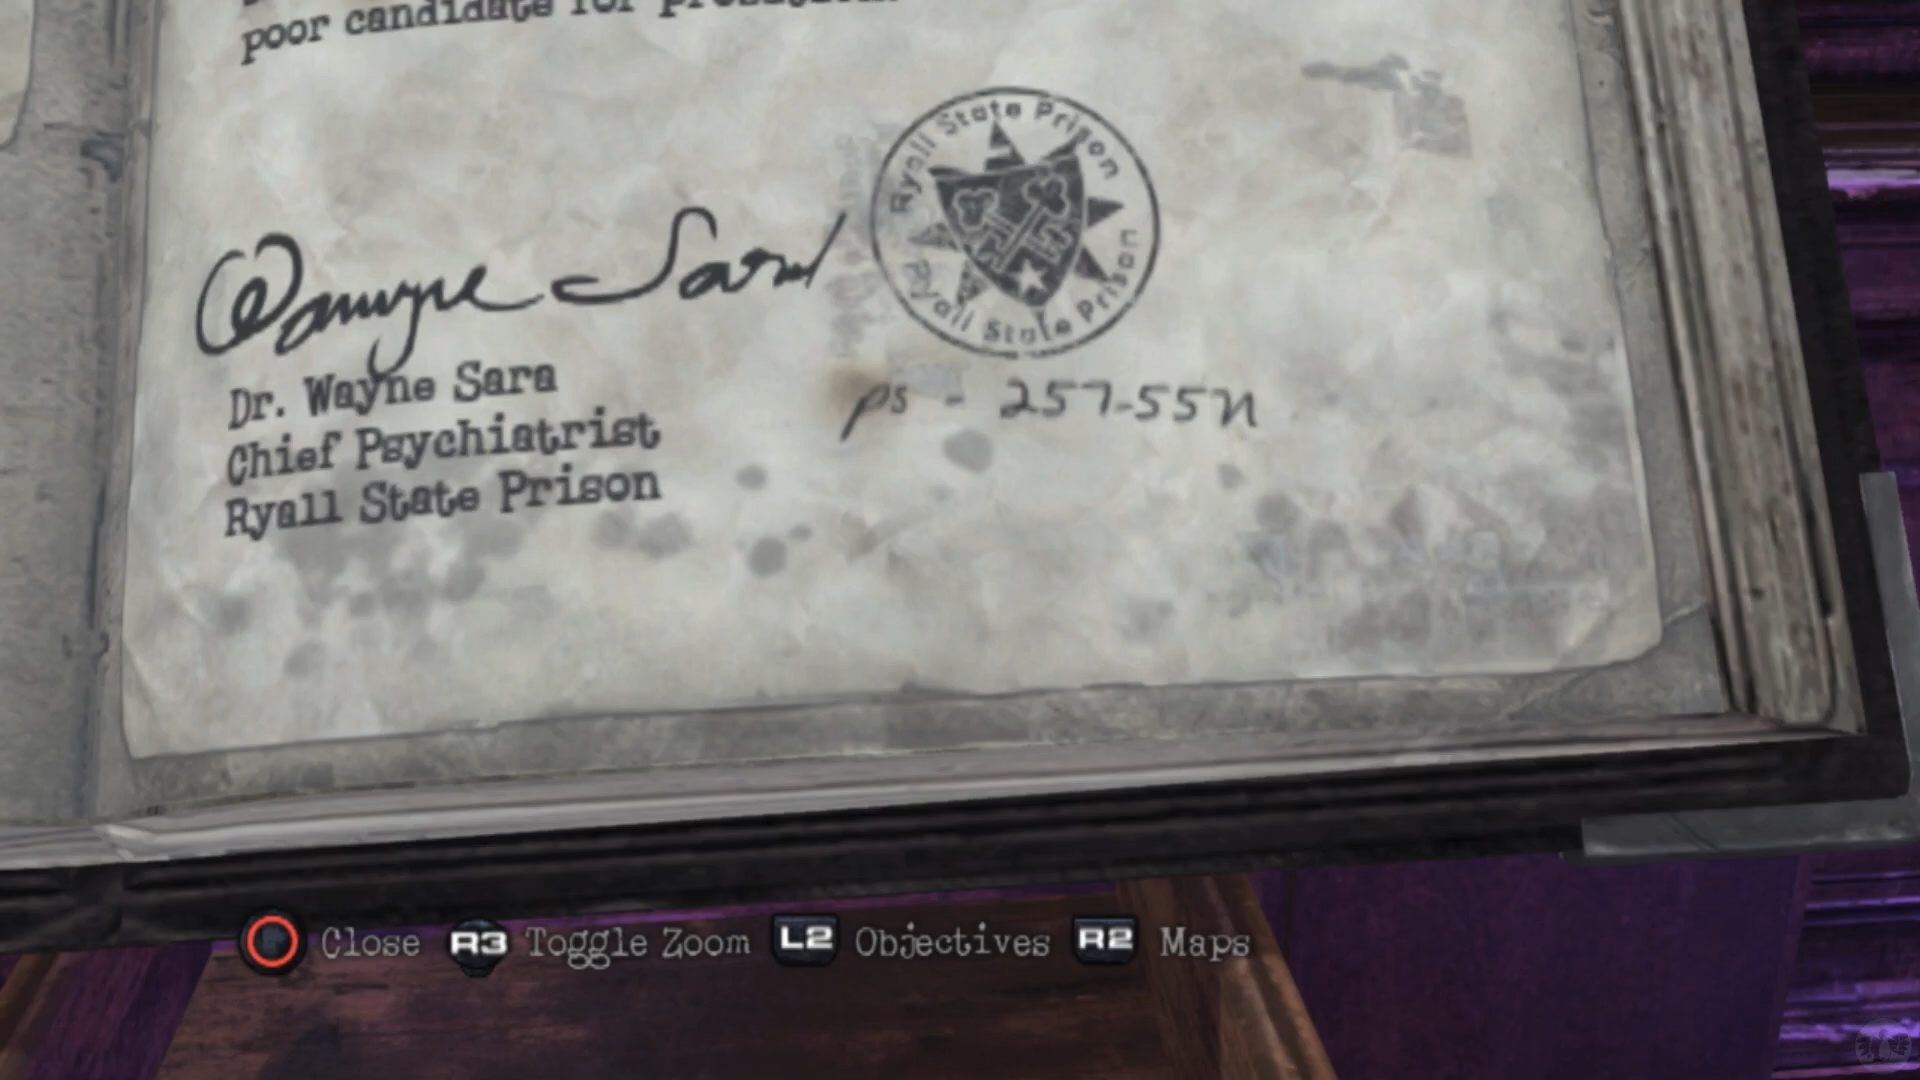 poor candidate for
Ryall State Prison
Ryall State Prison
Wayne Sara
Dr. Wayne Sara
Chief Psychiatrist
Ryall State Prison
ps - 257-55n
Close R3 Toggle Zoom L2 Objectives R2 Maps